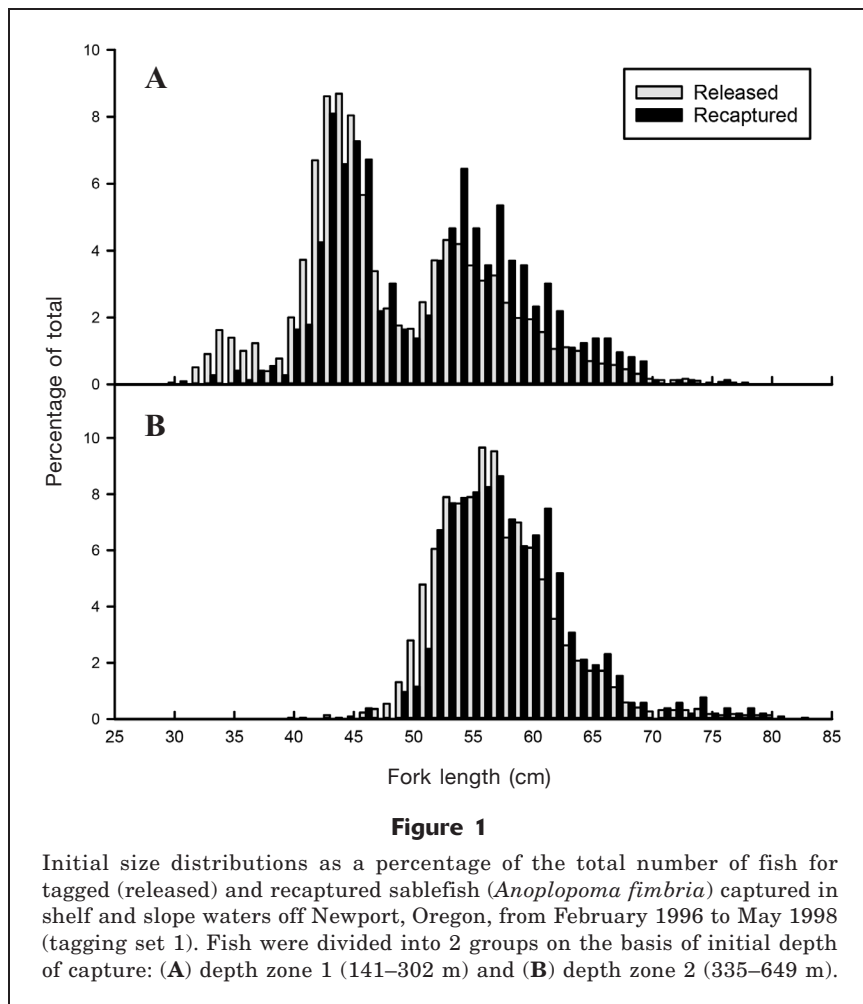 A
Released
Recaptured
10
8
6
4
2
0
B
10
8
6
4
2
0
Percentage of total
25 30 35 40 45 50 55 60 65 70 75 80 85
Fork length (cm)
Figure 1
Initial size distributions as a percentage of the total number of fish for
tagged (released) and recaptured sablefish (Anoplopoma fimbria) captured in
shelf and slope waters off Newport, Oregon, from February 1996 to May 1998
(tagging set 1). Fish were divided into 2 groups on the basis of initial depth
of capture: (A) depth zone 1 (141–302 m) and (B) depth zone 2 (335–649 m).